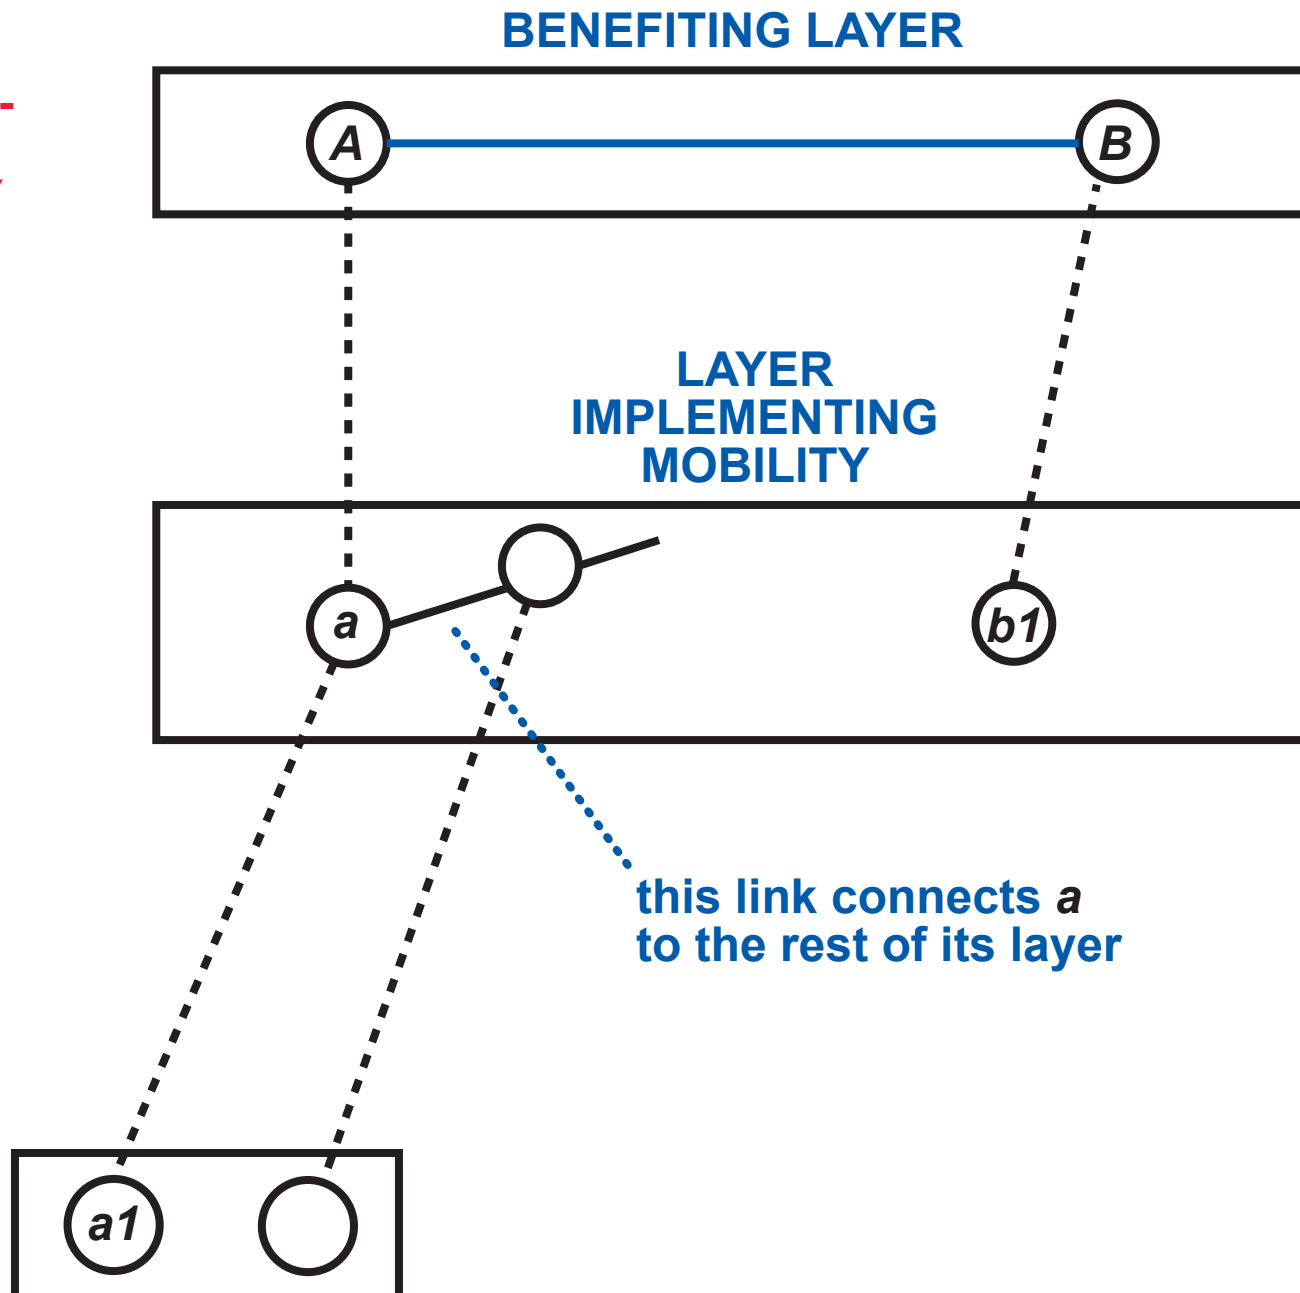 BENEFITING LAYER
A
B
LAYER
IMPLEMENTING
MOBILITY
a
b1
this link connects a
to the rest of its layer
a1